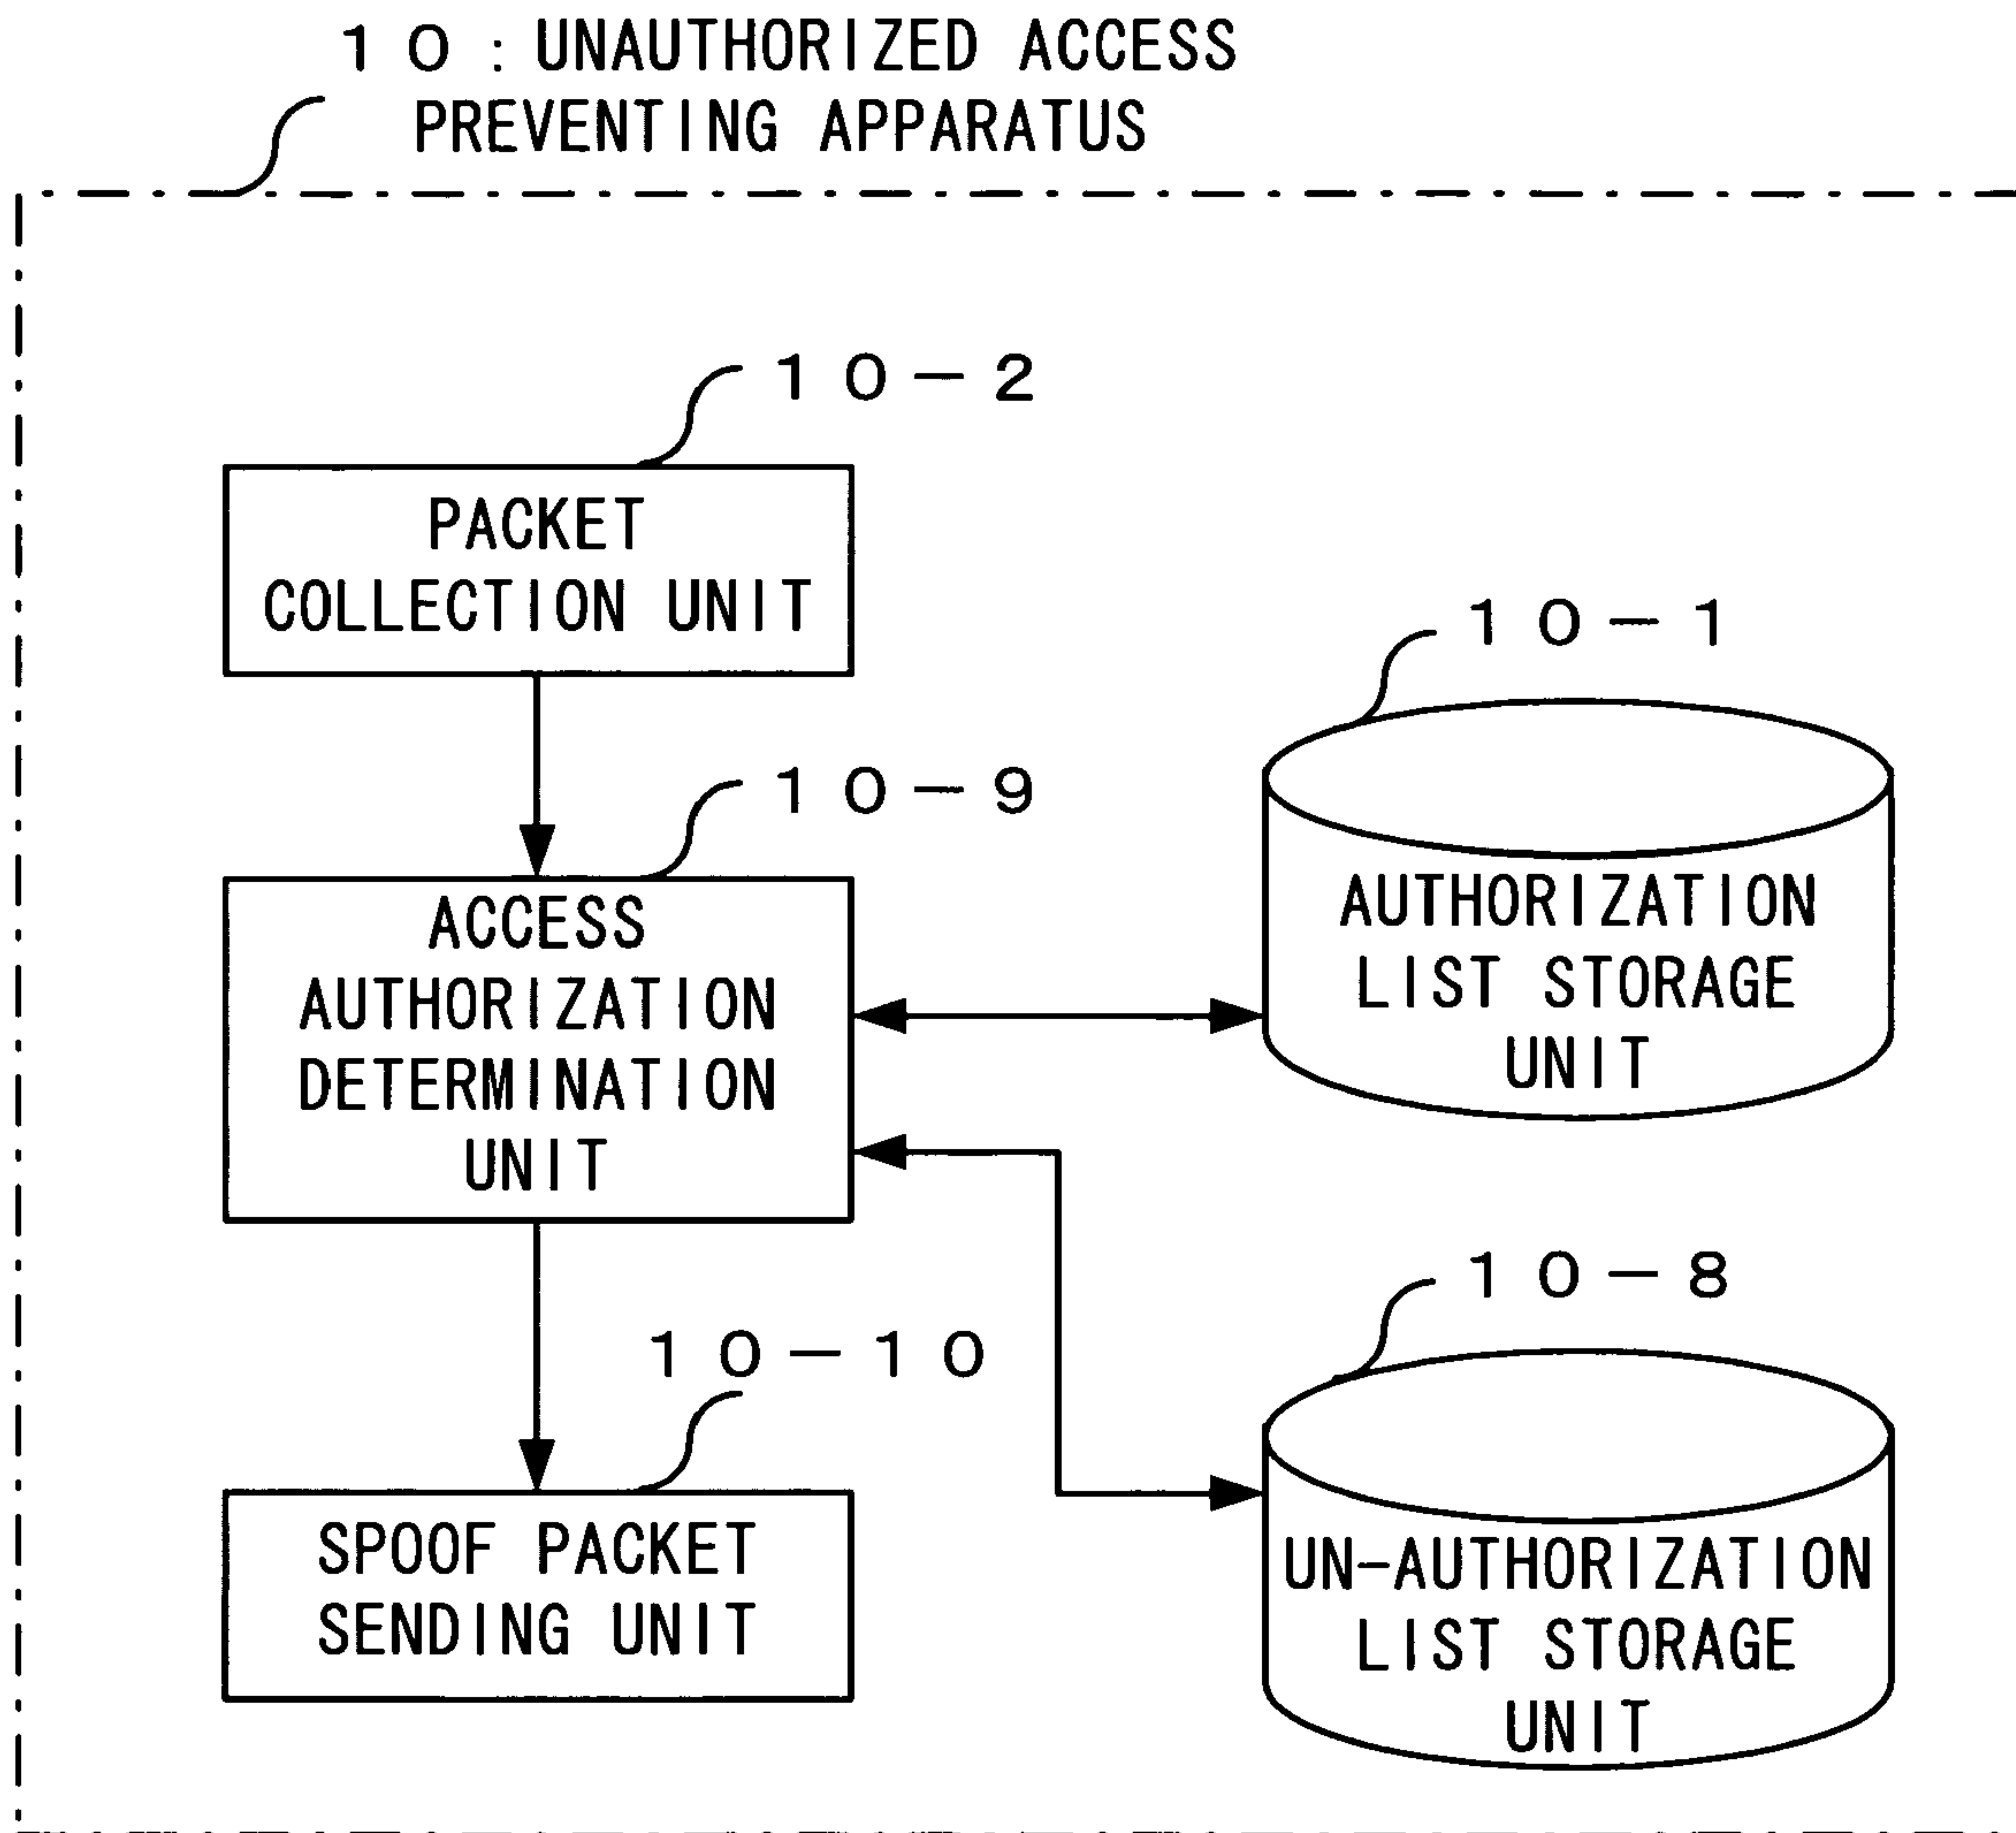 10 : UNAUTHORIZED ACCESS
PREVENTING APPARATUS
10-2
PACKET
COLLECTION UNIT
10-1
10-9
ACCESS
AUTHORIZATION
DETERMINATION
UNIT
AUTHORIZATION
LIST STORAGE
UNIT
10-8
10-10
SPOOF PACKET
SENDING UNIT
UN-AUTHORIZATION
LIST STORAGE
UNIT